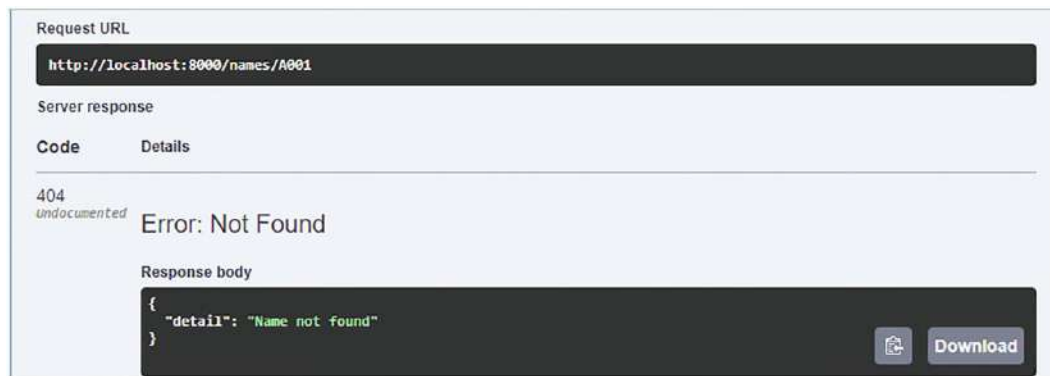 Request URL
http://localhost:8000/names/A001
Server response
Code Details
404
Undocumented
Error: Not Found
Response body
{
"detail": "Name not found"
}
Download